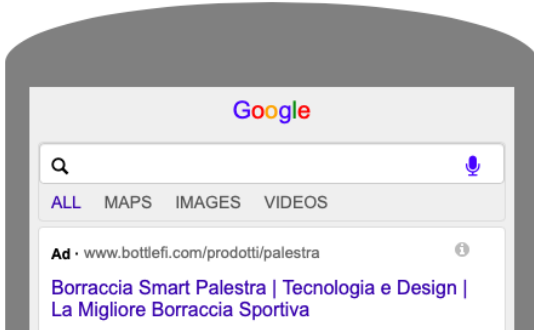 Google
ALL MAPS IMAGES VIDEOS
Ad · www.bottlefi.com/prodotti/palestra
Borraccia Smart Palestra | Tecnologia e Design |
La Migliore Borraccia Sportiva